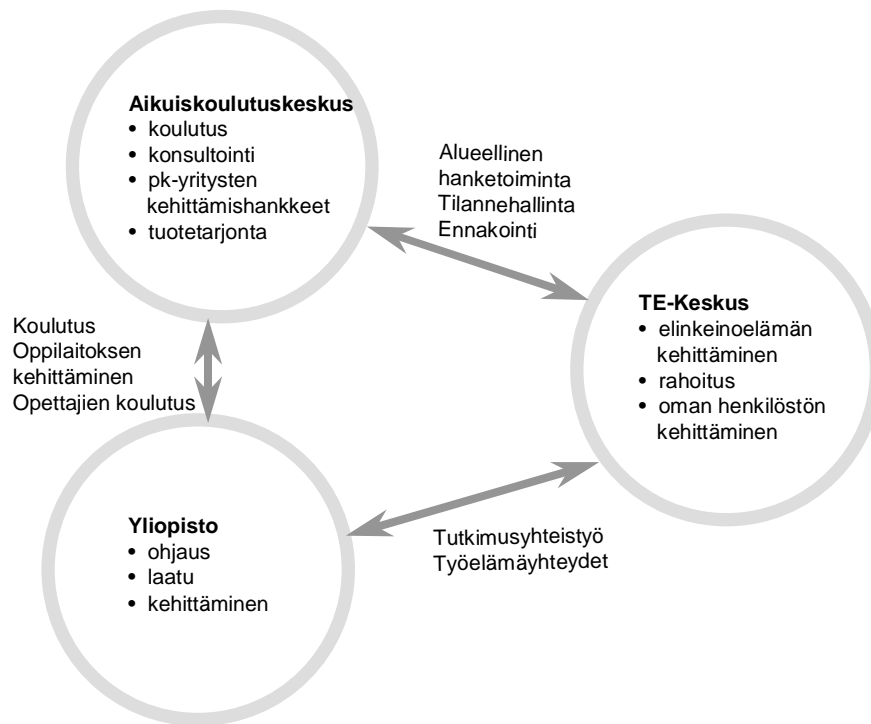 Aikuiskoulutuskeskus
• koulutus
• konsultointi
• pk-yritysten
kehittämishankkeet
• tuotetarjonta
Alueellinen
hanketoiminta
Tilannehallinta
Ennakointi
TE-Keskus
• elinkeinoelämän
kehittäminen
• rahoitus
• oman henkilöstön
kehittäminen
Koulutus
Oppilaitoksen
kehittäminen
Opettajien koulutus
Yliopisto
• ohjaus
• laatu
• kehittäminen
Tutkimusyhteistyö
Työelämäyhteydet